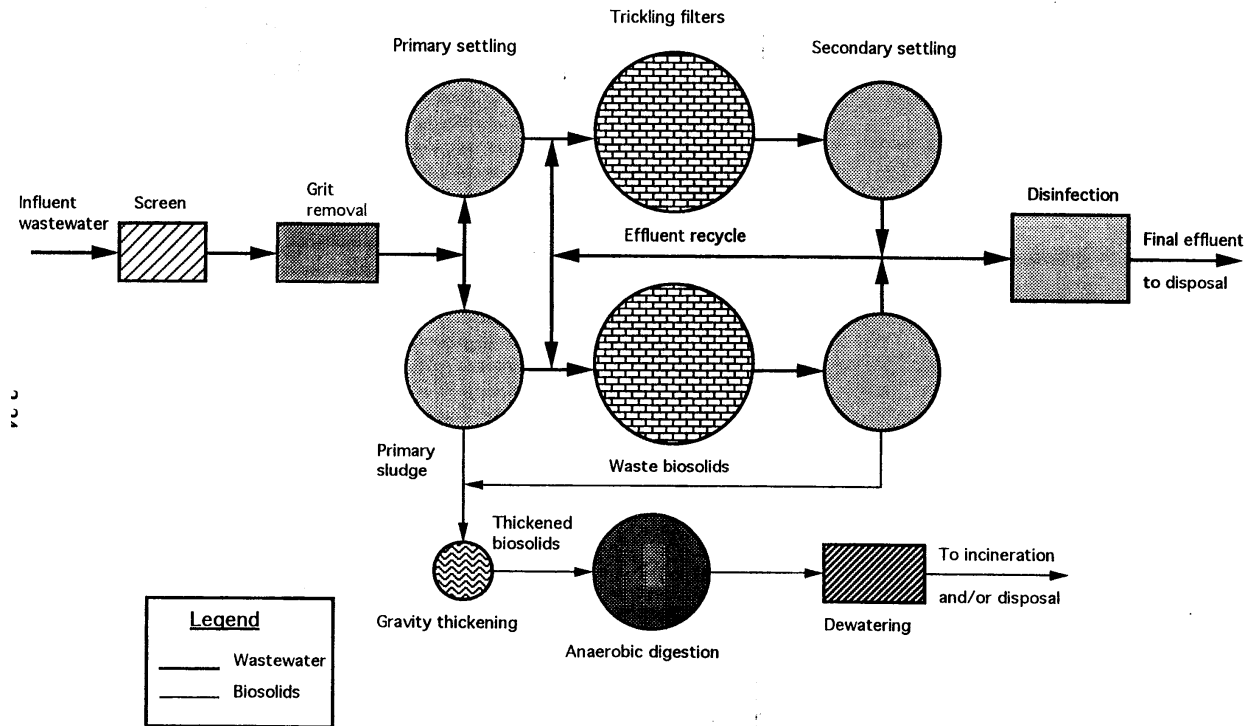 Trickling filters
Primary settling
Secondary settling
Influent
wastewater
Screen
Grit
removal
Effluent recycle
Disinfection
Final effluent
to disposal
Primary
sludge
Waste biosolids
Thickened
biosolids
To incineration
and/or disposal
Gravity thickening
Anaerobic digestion
Dewatering
Legend
Wastewater
Biosolids